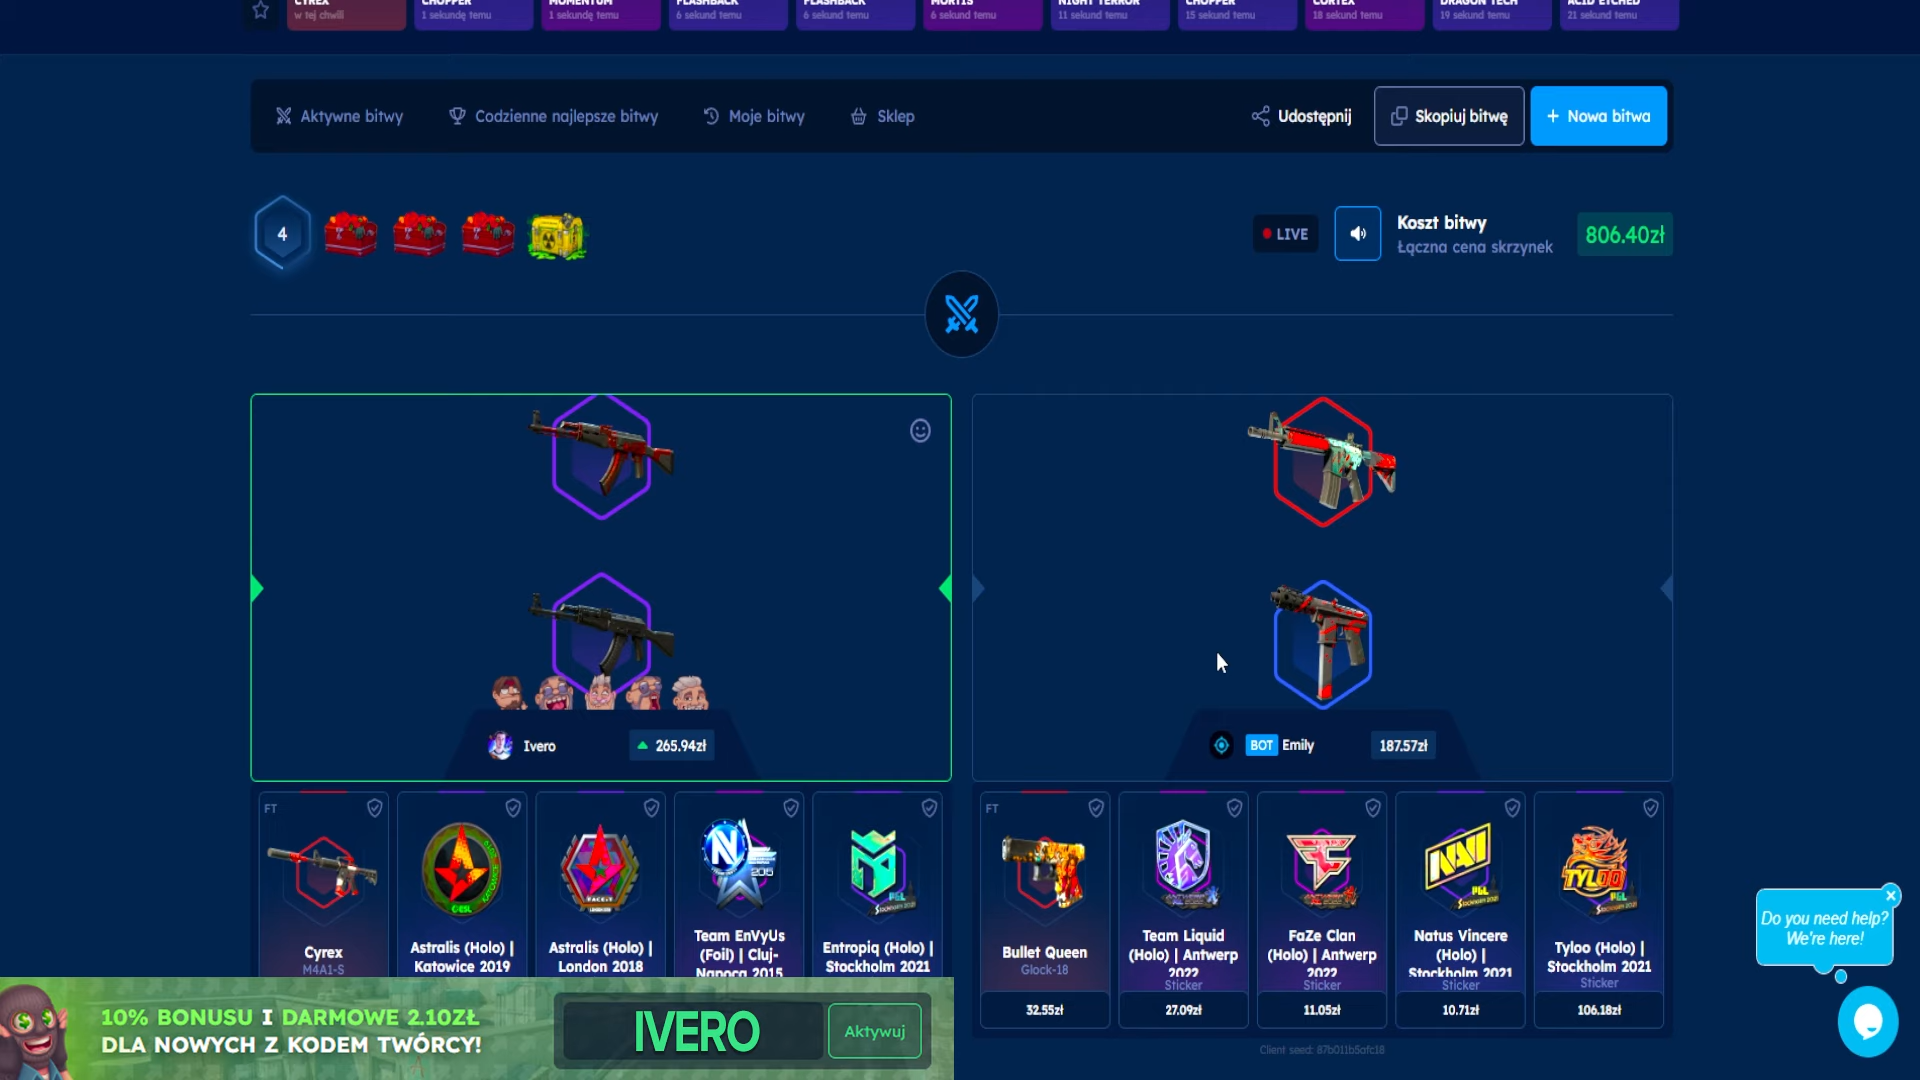 CYREX
w tej chwili
CHOPPER
1 sekundę temu
MOMENTUM
1 sekundę temu
FLASHBACK
6 sekund temu
FLASHBACK
6 sekund temu
MORTIS
6 sekund temu
NIGHT TERROR
11 sekund temu
CHOPPER
15 sekund temu
CORTEX
18 sekund temu
DRAGON TECH
19 sekund temu
ACID ETCHED
21 sekund temu
Aktywne bitwy
Codzienne najlepsze bitwy
Moje bitwy
Sklep
Udostępnij
Skopiuj bitwę
+ Nowa bitwa
4
LIVE
Koszt bitwy
Łączna cena skrzynek
806.40zł
Ivero
265.94zł
BOT Emily
187.57zł
FT
Cyrex
M4A1-S
Astralis (Holo) |
Katowice 2019
Astralis (Holo) |
London 2018
Team EnVyUs
(Foil) | Cluj-
Napoca 2015
Entropiq (Holo) |
Stockholm 2021
FT
Bullet Queen
Glock-18
32.55zł
Team Liquid
(Holo) | Antwerp
2022
Sticker
27.09zł
FaZe Clan
(Holo) | Antwerp
2022
Sticker
11.05zł
NAVI
Natus Vincere
(Holo) |
Stockholm 2021
Sticker
10.71zł
TYLOO
Tyloo (Holo) |
Stockholm 2021
Sticker
106.18zł
Client seed: 87b011b5afc18
10% BONUSU I DARMOWE 2.10ZŁ
DLA NOWYCH Z KODEM TWÓRCY!
IVERO
Aktywuj
Do you need help?
We're here!